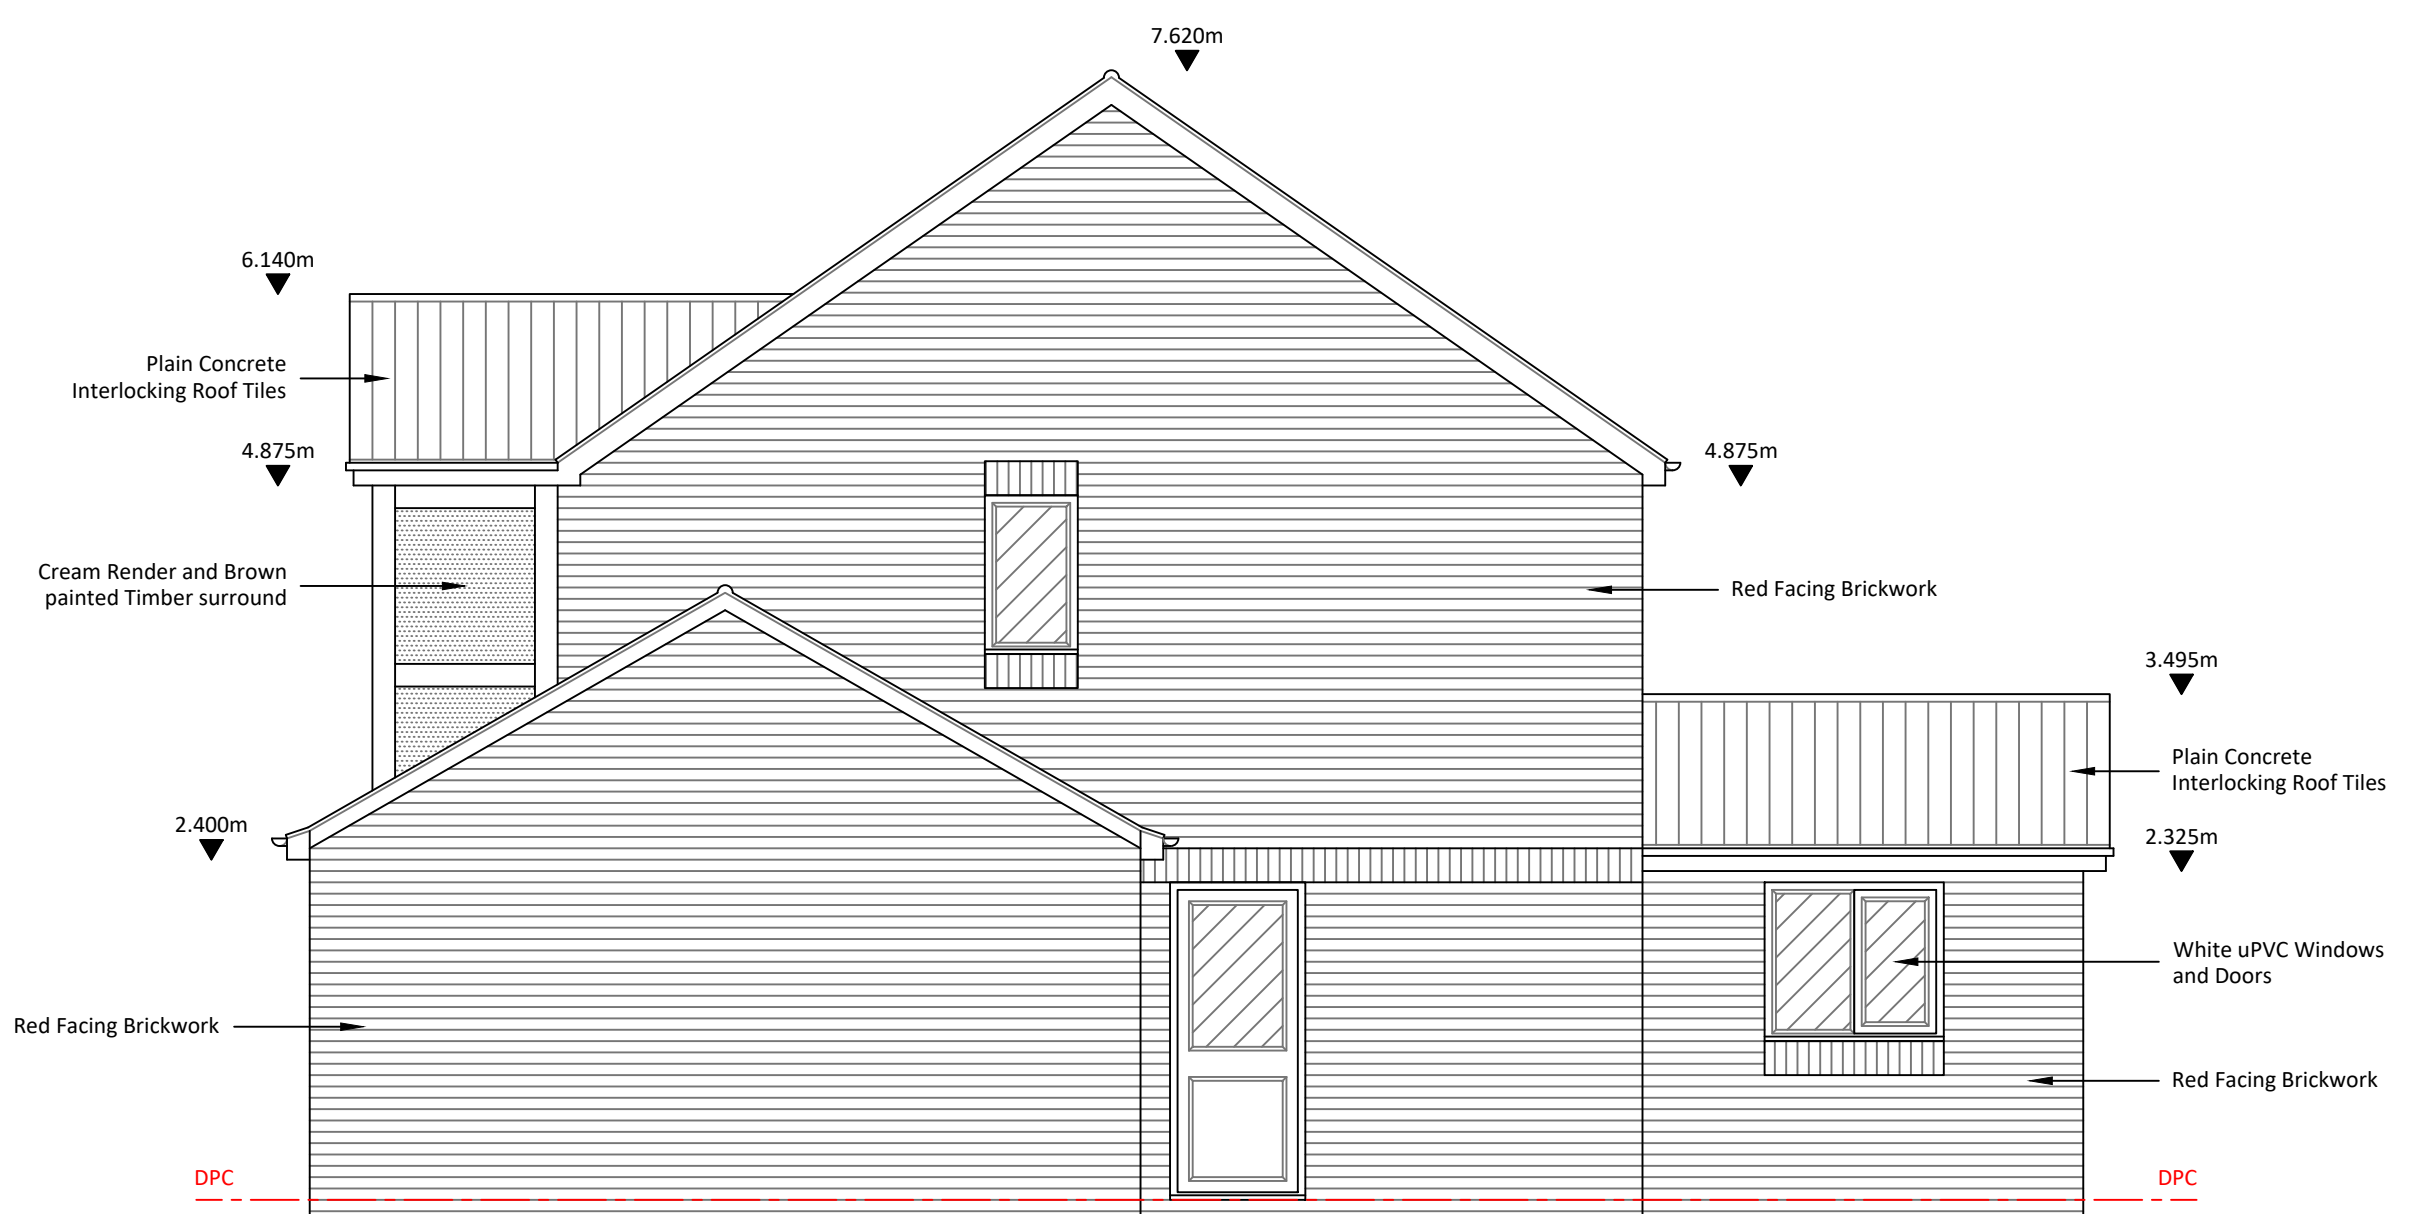 7.620m
6.140m
Plain Concrete
Interlocking Roof Tiles
4.875m
4.875m
Cream Render and Brown
painted Timber surround
Red Facing Brickwork
3.495m
Plain Concrete
Interlocking Roof Tiles
2.400m
2.325m
White uPVC Windows
and Doors
Red Facing Brickwork
Red Facing Brickwork
DPC
DPC